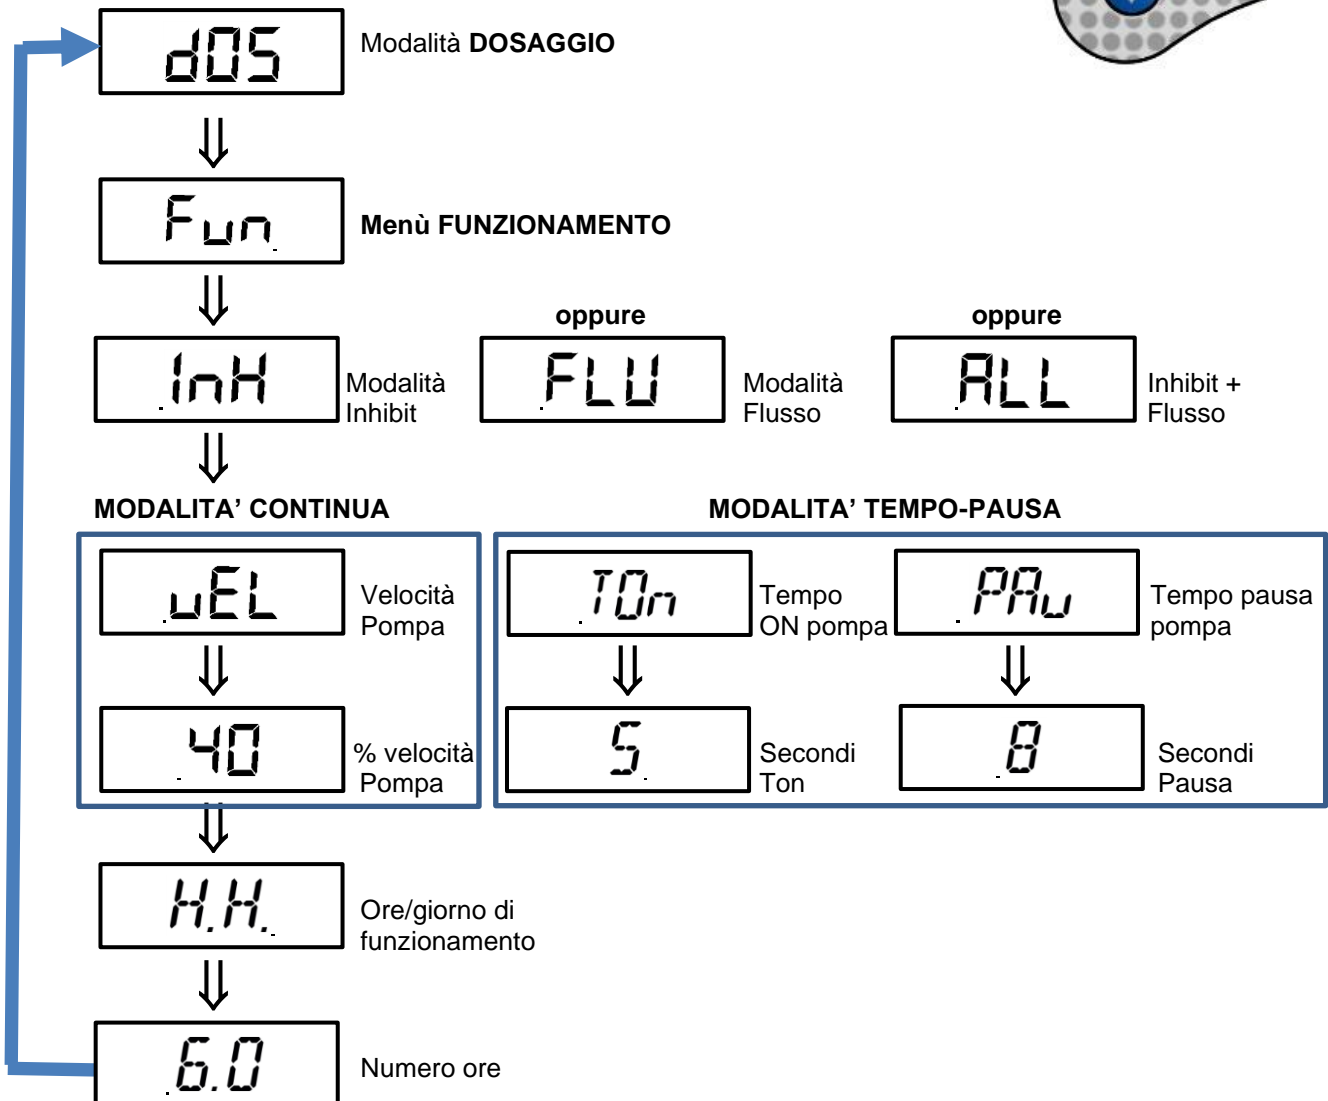 dOS
Modalità DOSAGGIO
Fun
Menù FUNZIONAMENTO
oppure
oppure
InH
Modalità
Inhibit
FLU
Modalità
Flusso
ALL
Inhibit +
Flusso
MODALITA’ CONTINUA
MODALITA’ TEMPO-PAUSA
vEL
Velocità
Pompa
TOn
Tempo
ON pompa
PAu
Tempo pausa
pompa
40
% velocità
Pompa
5
Secondi
Ton
8
Secondi
Pausa
H.H.
Ore/giorno di
funzionamento
6.0
Numero ore